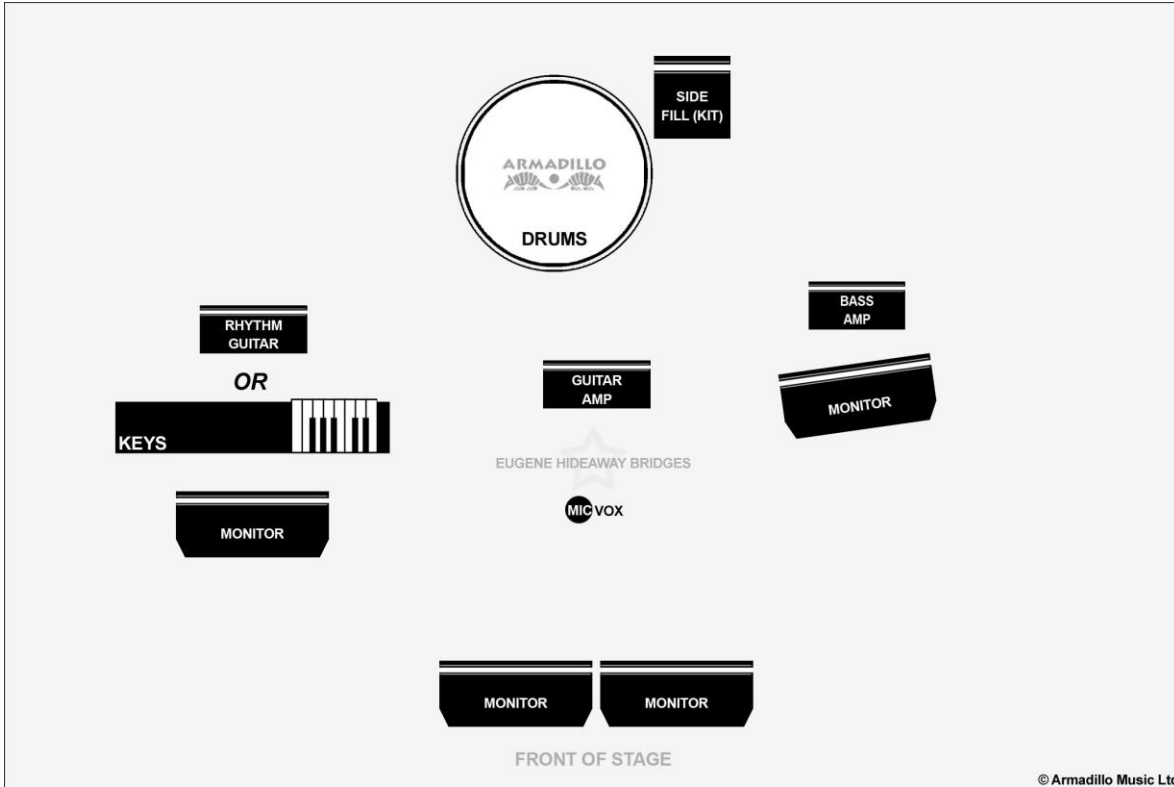 SIDE
FILL (KIT)
ARMADILLO
DRUMS
BASS
AMP
RHYTHM
GUITAR
OR
GUITAR
AMP
MONITOR
KEYS
EUGENE HIDEAWAY BRIDGES
MIC VOX
MONITOR
MONITOR
MONITOR
FRONT OF STAGE
© Armadillo Music Ltd